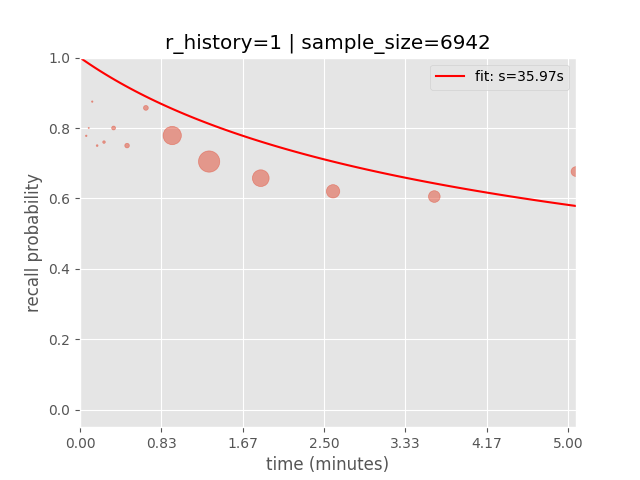 r_history=1 | sample_size=6942
fit: s=35.97s
recall probability
1.0
0.8
0.6
0.4
0.2
0.0
0.00 0.83 1.67 2.50 3.33 4.17 5.00
time (minutes)